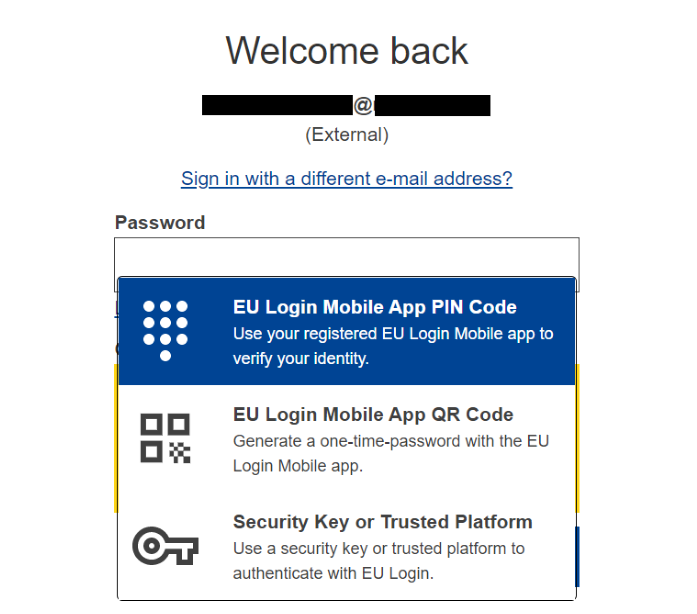 Welcome back
@
(External)
Sign in with a different e-mail address?
Password
EU Login Mobile App PIN Code
Use your registered EU Login Mobile app to
verify your identity.
EU Login Mobile App QR Code
Generate a one-time-password with the EU
Login Mobile app.
Security Key or Trusted Platform
Use a security key or trusted platform to
authenticate with EU Login.